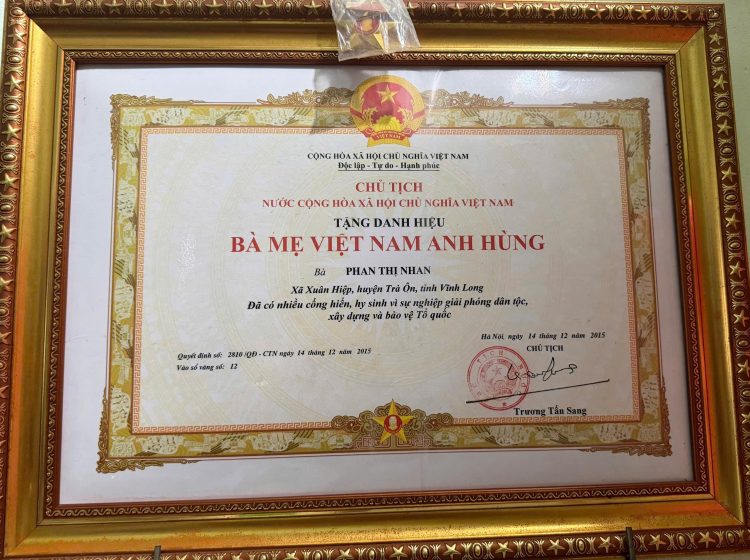 VIỆT NAM
CỘNG HÒA XÃ HỘI CHỦ NGHĨA VIỆT NAM
Độc lập - Tự do - Hạnh phúc
CHỦ TỊCH
NƯỚC CỘNG HÒA XÃ HỘI CHỦ NGHĨA VIỆT NAM
TẶNG DANH HIỆU
BÀ MẸ VIỆT NAM ANH HÙNG
Bà PHAN THỊ NHAN
Xã Xuân Hiệp, huyện Trà Ôn, tỉnh Vĩnh Long
Đã có nhiều cống hiến, hy sinh vì sự nghiệp giải phóng dân tộc,
xây dựng và bảo vệ Tổ quốc
Hà Nội, ngày 14 tháng 12 năm 2015
Quyết định số: 2810 /QĐ - CTN ngày 14 tháng 12 năm 2015
CHỦ TỊCH
Vào sổ vàng số: 12
Trương Tấn Sang